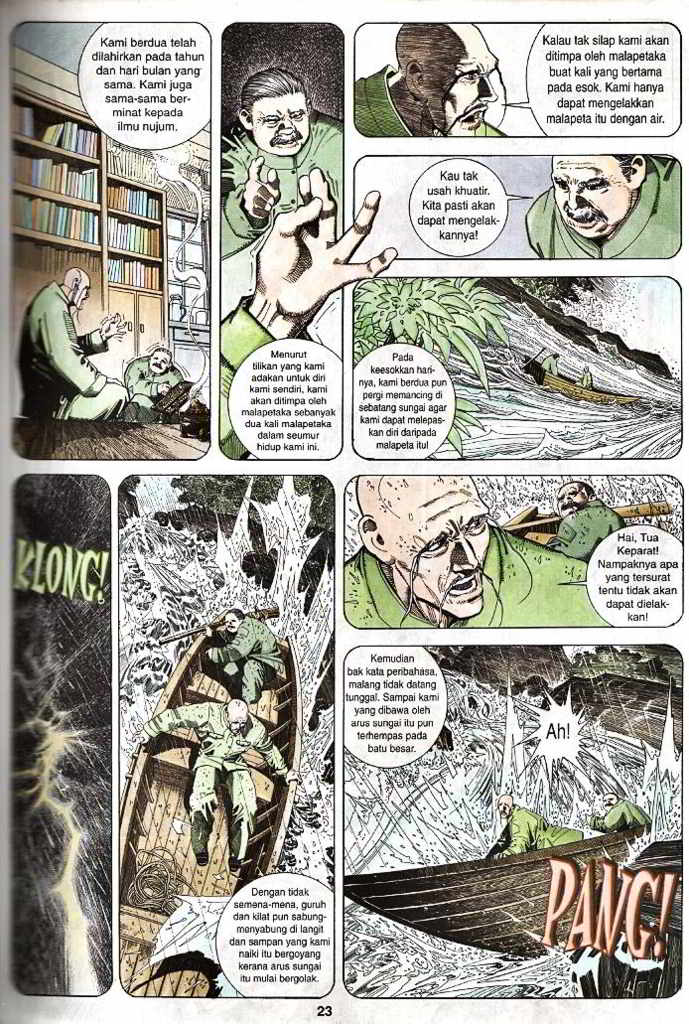 Kami berdua telah
dilahirkan pada tahun
dan hari bulan yang
sama. Kami juga
sama-sama ber-
minat kepada
ilmu nujum.
Menurut
tilikan yang kami
adakan untuk diri
kami sendiri, kami
akan ditimpa oleh
malapetaka sebanyak
dua kali malapetaka
dalam seumur
hidup kami ini.
Kalau tak silap kami akan
ditimpa oleh malapetaka
buat kali yang bertama
pada esok. Kami hanya
dapat mengelakkan
malapeta itu dengan air.
Kau tak
usah khuatir.
Kita pasti akan
dapat mengelak-
kannya!
Pada
keesokkan hari-
nya, kami berdua pun
pergi memancing di
sebatang sungai agar
kami dapat melepas-
kan diri daripada
malapeta itu!
KLONG!
Dengan tidak
semena-mena, guruh
dan kilat pun sabung-
menyabung di langit
dan sampan yang kami
naiki itu bergoyang
kerana arus sungai
itu mulai bergolak.
Hai, Tua
Keparat!
Nampaknya apa
yang tersurat
tentu tidak akan
dapat dielak-
kan!
Kemudian
bak kata peribahasa,
malang tidak datang
tunggal. Sampai kami
yang dibawa oleh
arus sungai itu pun
terhempas pada
batu besar.
Ah!
PANG!
23